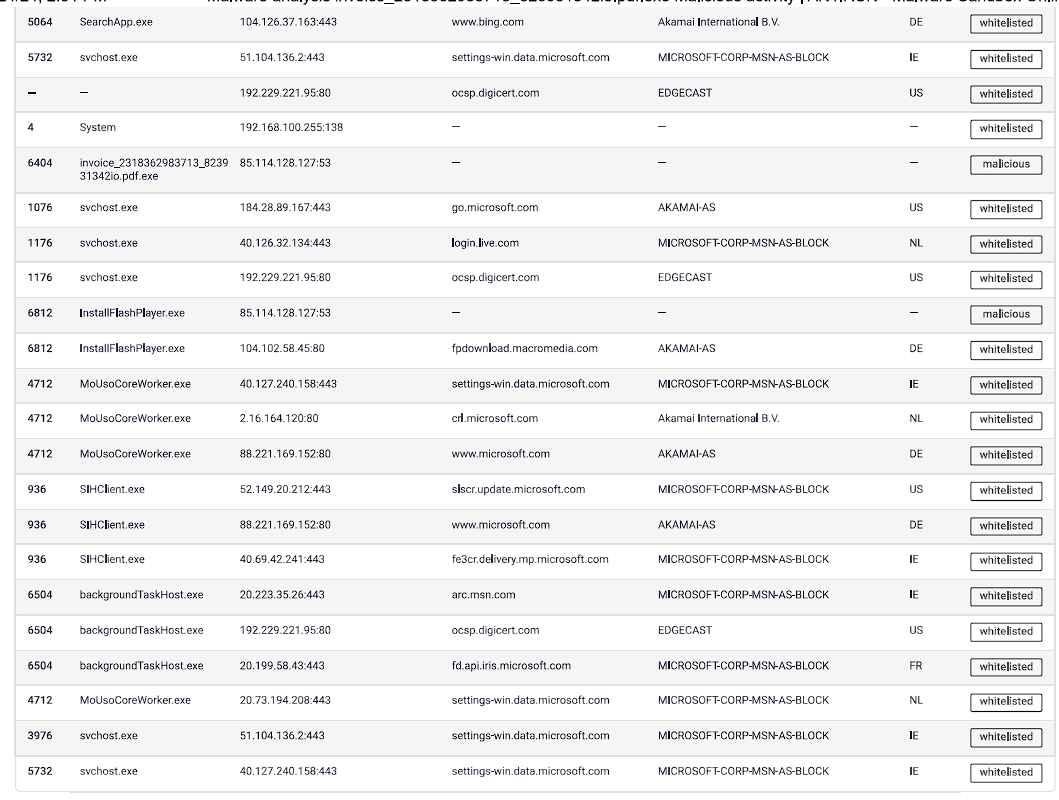 5064 SearchApp.exe 104.126.37.163:443 www.bing.com Akamai International B.V. DE whitelisted
5732 svchost.exe 51.104.136.2:443 settings-win.data.microsoft.com MICROSOFT-CORP-MSN-AS-BLOCK IE whitelisted
– – 192.229.221.95:80 ocsp.digicert.com EDGECAST US whitelisted
4 System 192.168.100.255:138 – – – whitelisted
6404 invoice_2318362983713_8239 85.114.128.127:53 – – – malicious
31342io.pdf.exe
1076 svchost.exe 184.28.89.167:443 go.microsoft.com AKAMAI-AS US whitelisted
1176 svchost.exe 40.126.32.134:443 login.live.com MICROSOFT-CORP-MSN-AS-BLOCK NL whitelisted
1176 svchost.exe 192.229.221.95:80 ocsp.digicert.com EDGECAST US whitelisted
6812 InstallFlashPlayer.exe 85.114.128.127:53 – – – malicious
6812 InstallFlashPlayer.exe 104.102.58.45:80 fpdownload.macromedia.com AKAMAI-AS DE whitelisted
4712 MoUsoCoreWorker.exe 40.127.240.158:443 settings-win.data.microsoft.com MICROSOFT-CORP-MSN-AS-BLOCK IE whitelisted
4712 MoUsoCoreWorker.exe 2.16.164.120:80 crl.microsoft.com Akamai International B.V. NL whitelisted
4712 MoUsoCoreWorker.exe 88.221.169.152:80 www.microsoft.com AKAMAI-AS DE whitelisted
936 SIHClient.exe 52.149.20.212:443 slscr.update.microsoft.com MICROSOFT-CORP-MSN-AS-BLOCK US whitelisted
936 SIHClient.exe 88.221.169.152:80 www.microsoft.com AKAMAI-AS DE whitelisted
936 SIHClient.exe 40.69.42.241:443 fe3cr.delivery.mp.microsoft.com MICROSOFT-CORP-MSN-AS-BLOCK IE whitelisted
6504 backgroundTaskHost.exe 20.223.35.26:443 arc.msn.com MICROSOFT-CORP-MSN-AS-BLOCK IE whitelisted
6504 backgroundTaskHost.exe 192.229.221.95:80 ocsp.digicert.com EDGECAST US whitelisted
6504 backgroundTaskHost.exe 20.199.58.43:443 fd.api.iris.microsoft.com MICROSOFT-CORP-MSN-AS-BLOCK FR whitelisted
4712 MoUsoCoreWorker.exe 20.73.194.208:443 settings-win.data.microsoft.com MICROSOFT-CORP-MSN-AS-BLOCK NL whitelisted
3976 svchost.exe 51.104.136.2:443 settings-win.data.microsoft.com MICROSOFT-CORP-MSN-AS-BLOCK IE whitelisted
5732 svchost.exe 40.127.240.158:443 settings-win.data.microsoft.com MICROSOFT-CORP-MSN-AS-BLOCK IE whitelisted